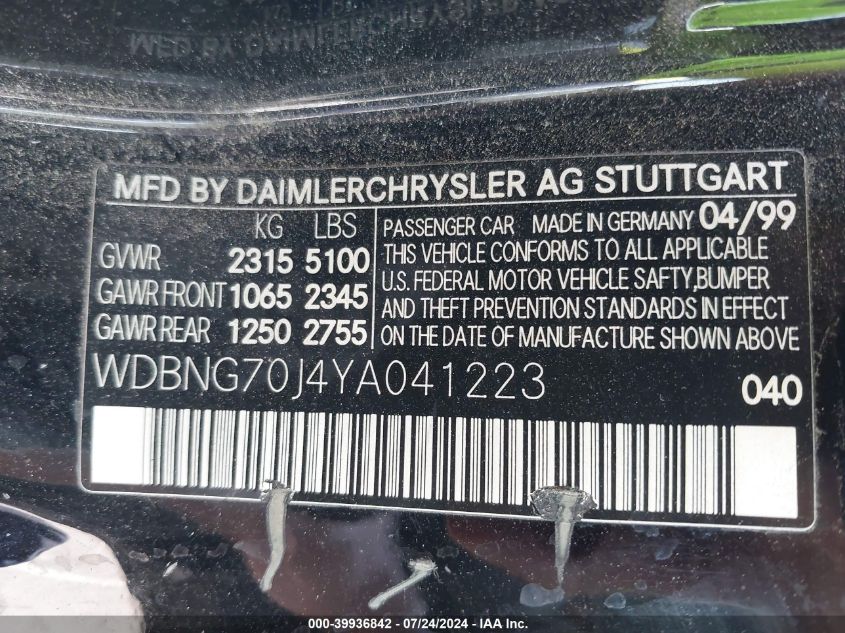 MFD BY DAIMLERCHRYSLER AG STUTTGART
KG LBS
GVWR 2315 5100
GAWR FRONT 1065 2345
GAWR REAR 1250 2755
PASSENGER CAR MADE IN GERMANY 04/99
THIS VEHICLE CONFORMS TO ALL APPLICABLE
U.S. FEDERAL MOTOR VEHICLE SAFTY,BUMPER
AND THEFT PREVENTION STANDARDS IN EFFECT
ON THE DATE OF MANUFACTURE SHOWN ABOVE
WDBNG70J4YA041223
040
000-39936842 - 07/24/2024 - COPYRIGHT IAA, LLC.